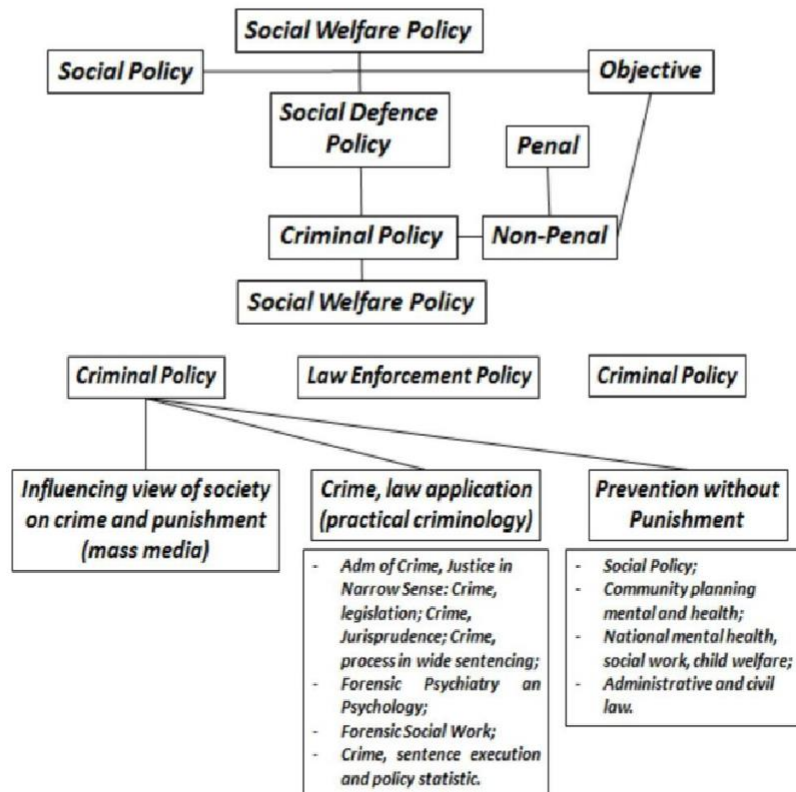 Social Welfare Policy
Social Policy
Objective
Social Defence
Policy
Penal
Criminal Policy
Non-Penal
Social Welfare Policy
Criminal Policy
Law Enforcement Policy
Criminal Policy
Influencing view of society
on crime and punishment
(mass media)
Crime, law application
(practical criminology)
- Adm of Crime, Justice in
Narrow Sense: Crime,
legislation; Crime,
Jurisprudence; Crime,
process in wide sentencing;
- Forensic Psychiatry an
Psychology;
- Forensic Social Work;
- Crime, sentence execution
and policy statistic.
Prevention without
Punishment
- Social Policy;
- Community planning
mental and health;
- National mental health,
social work, child welfare;
- Administrative and civil
law.